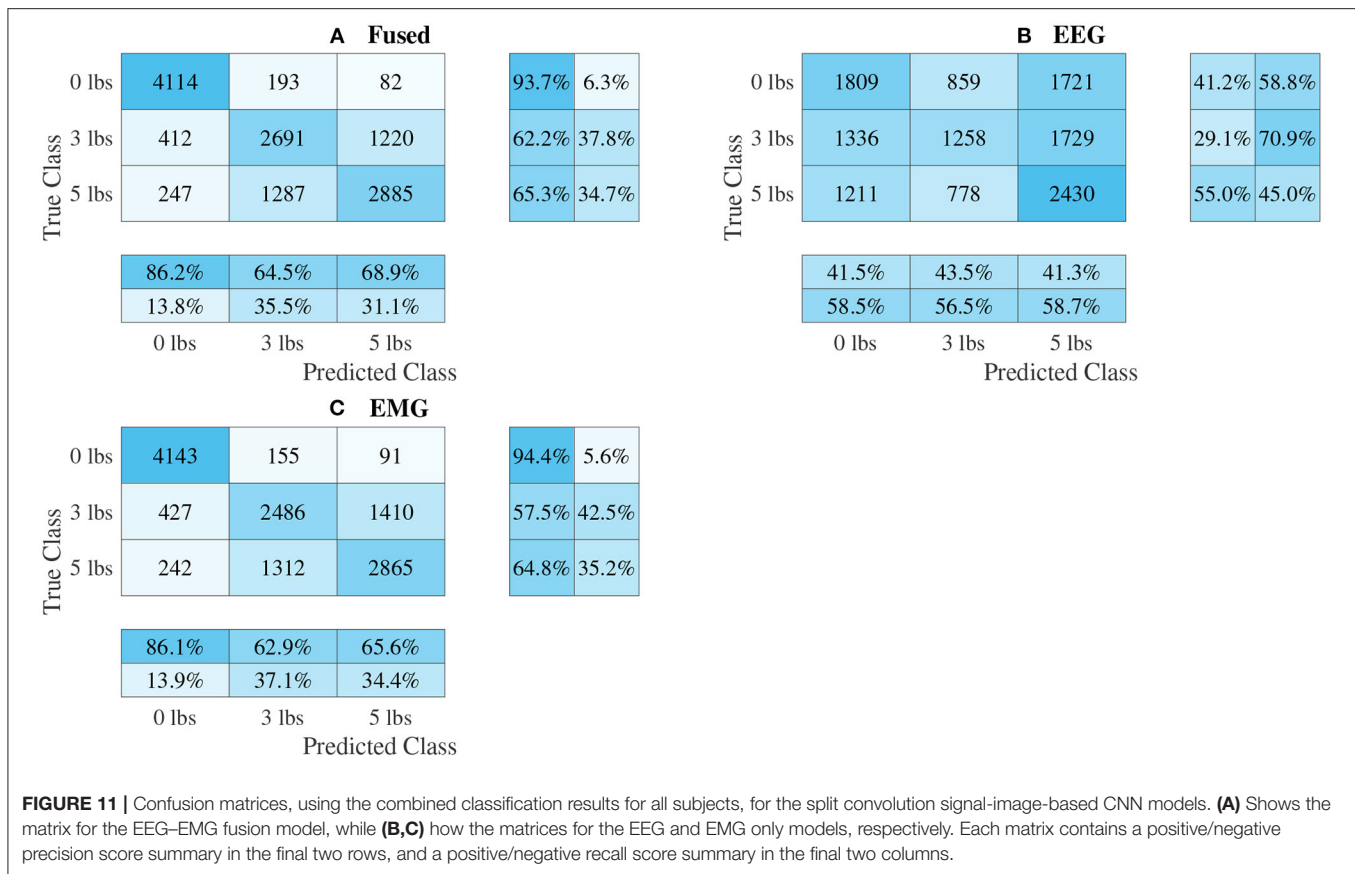 A Fused
True Class
0 lbs 4114 193 82 93.7% 6.3%
3 lbs 412 2691 1220 62.2% 37.8%
5 lbs 247 1287 2885 65.3% 34.7%
86.2% 64.5% 68.9%
13.8% 35.5% 31.1%
0 lbs 3 lbs 5 lbs
Predicted Class
B EEG
True Class
0 lbs 1809 859 1721 41.2% 58.8%
3 lbs 1336 1258 1729 29.1% 70.9%
5 lbs 1211 778 2430 55.0% 45.0%
41.5% 43.5% 41.3%
58.5% 56.5% 58.7%
0 lbs 3 lbs 5 lbs
Predicted Class
C EMG
True Class
0 lbs 4143 155 91 94.4% 5.6%
3 lbs 427 2486 1410 57.5% 42.5%
5 lbs 242 1312 2865 64.8% 35.2%
86.1% 62.9% 65.6%
13.9% 37.1% 34.4%
0 lbs 3 lbs 5 lbs
Predicted Class
FIGURE 11 | Confusion matrices, using the combined classification results for all subjects, for the split convolution signal-image-based CNN models. (A) Shows the
matrix for the EEG–EMG fusion model, while (B,C) how the matrices for the EEG and EMG only models, respectively. Each matrix contains a positive/negative
precision score summary in the final two rows, and a positive/negative recall score summary in the final two columns.